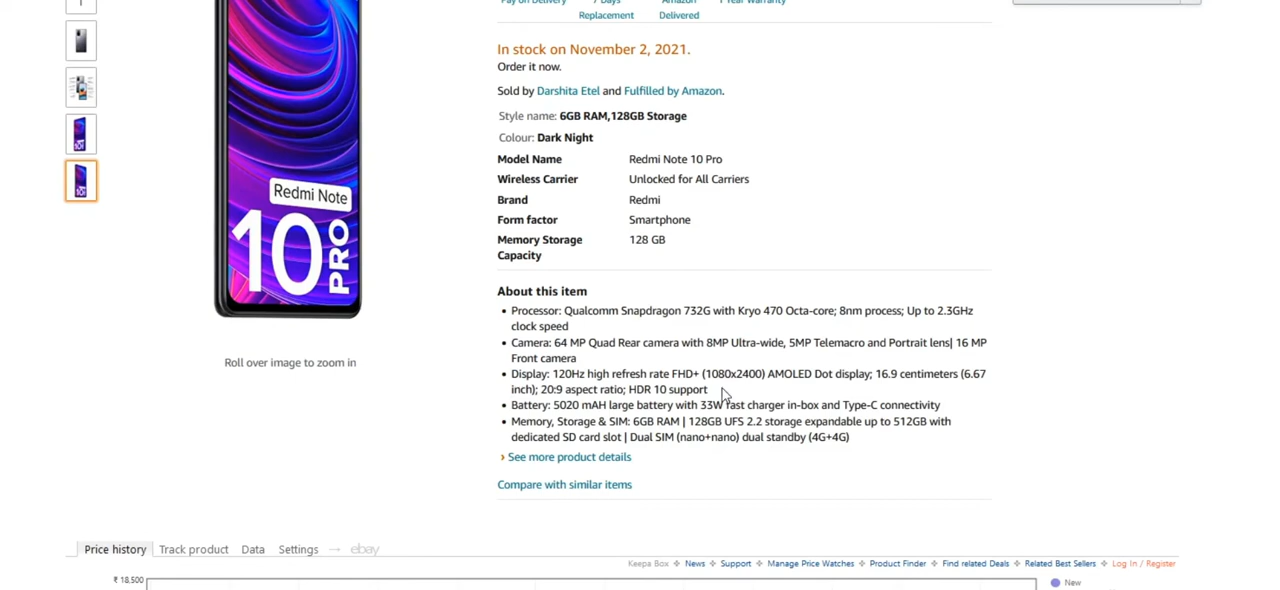 Pay on Delivery
7 Days
Replacement
Amazon
Delivered
1 Year Warranty
In stock on November 2, 2021.
Order it now.
Sold by Darshita Etel and Fulfilled by Amazon.
Style name: 6GB RAM,128GB Storage
Colour: Dark Night
Model Name Redmi Note 10 Pro
Wireless Carrier Unlocked for All Carriers
Brand Redmi
Form factor Smartphone
Memory Storage 128 GB
Capacity
Redmi Note
10 PRO
Roll over image to zoom in
About this item
• Processor: Qualcomm Snapdragon 732G with Kryo 470 Octa-core; 8nm process; Up to 2.3GHz
clock speed
• Camera: 64 MP Quad Rear camera with 8MP Ultra-wide, 5MP Telemacro and Portrait lens| 16 MP
Front camera
• Display: 120Hz high refresh rate FHD+ (1080x2400) AMOLED Dot display; 16.9 centimeters (6.67
inch); 20:9 aspect ratio; HDR 10 support
• Battery: 5020 mAH large battery with 33W fast charger in-box and Type-C connectivity
• Memory, Storage & SIM: 6GB RAM | 128GB UFS 2.2 storage expandable up to 512GB with
dedicated SD card slot | Dual SIM (nano+nano) dual standby (4G+4G)
› See more product details
Compare with similar items
Price history Track product Data Settings → ebay
Keepa Box ✧ News ✧ Support ✧ Manage Price Watches ✧ Product Finder ✧ Find related Deals ✧ Related Best Sellers ✧ Log In / Register
₹ 18,500
New